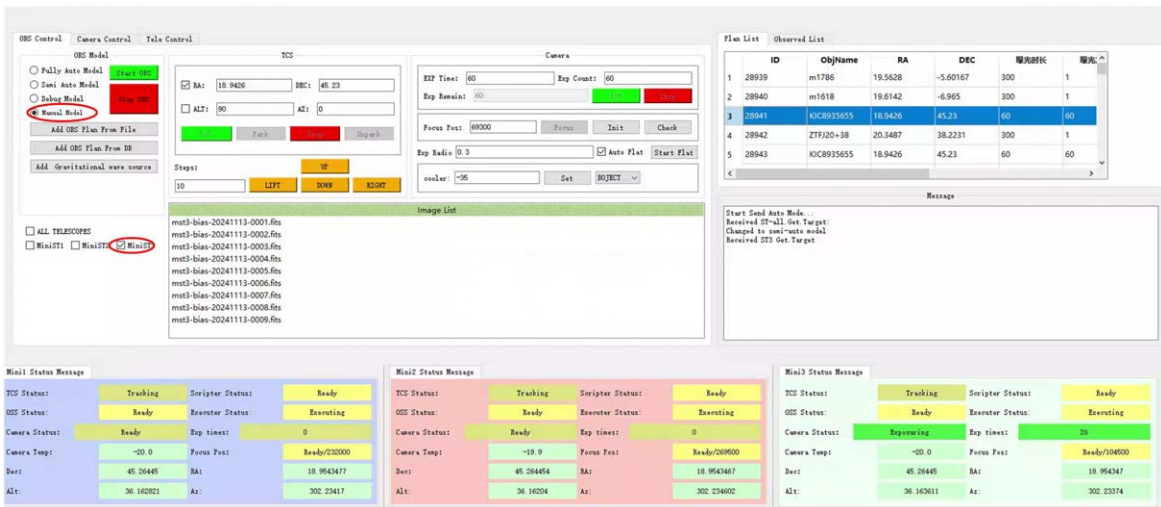 OBS Control Camera Control Tele Control
OBS Model
Fully Auto Model Start OBS
Semi Auto Model
Debug Model Stop OBS
Manual Model
Add OBS Plan From File
Add OBS Plan From DB
Add Gravitational wave source
ALL TELESCOPES
MiniST1 MiniST2 MiniST
TCS
RA: 18.9426 DEC: 45.23
ALT: 90 AZ: 0
Park Stop Unpark
Steps: UP
10 LIFT DOWN RIGHT
Camera
EXP Time: 60 Exp Count: 60
Exp Remain: 60
Focus Pos: 69300 Focus Init Check
Exp Radio 0.3 Auto Flat Start Flat
cooler: -35 Set BOJECT
Image List
mst3-bias-20241113-0001.fits
mst3-bias-20241113-0002.fits
mst3-bias-20241113-0003.fits
mst3-bias-20241113-0004.fits
mst3-bias-20241113-0005.fits
mst3-bias-20241113-0006.fits
mst3-bias-20241113-0007.fits
mst3-bias-20241113-0008.fits
mst3-bias-20241113-0009.fits
Plan List Observed List
ID ObjName RA DEC 曝光时长 曝光
1 28939 m1786 19.5628 -5.60167 300 1
2 28940 m1618 19.6142 -6.965 300 1
3 28941 KIC8935655 18.9426 45.23 60 60
4 28942 ZTFJ20+38 20.3487 38.2231 300 1
5 28943 KIC8935655 18.9426 45.23 60 60
Message
Start Send Auto Mode...
Received ST-all.Get.Target:
Changed to semi-auto model
Received ST3 Get.Target
Mini1 Status Message
TCS Status: Tracking Scripter Status: Ready
OSS Status: Ready Executer Status: Executing
Camera Status: Ready Exp times: 0
Camera Temp: -20.0 Focus Pos: Ready/232000
Dec: 45.26445 RA: 18.9543477
Alt: 36.162821 Az: 302.23417
Mini2 Status Message
TCS Status: Tracking Scripter Status: Ready
OSS Status: Ready Executer Status: Executing
Camera Status: Ready Exp times: 0
Camera Temp: -19.9 Focus Pos: Ready/269500
Dec: 45.264454 RA: 18.9543467
Alt: 36.16204 Az: 302.234602
Mini3 Status Message
TCS Status: Tracking Scripter Status: Ready
OSS Status: Ready Executer Status: Executing
Camera Status: Exposuring Exp times: 26
Camera Temp: -20.0 Focus Pos: Ready/104500
Dec: 45.26445 RA: 18.954347
Alt: 36.163611 Az: 302.23374